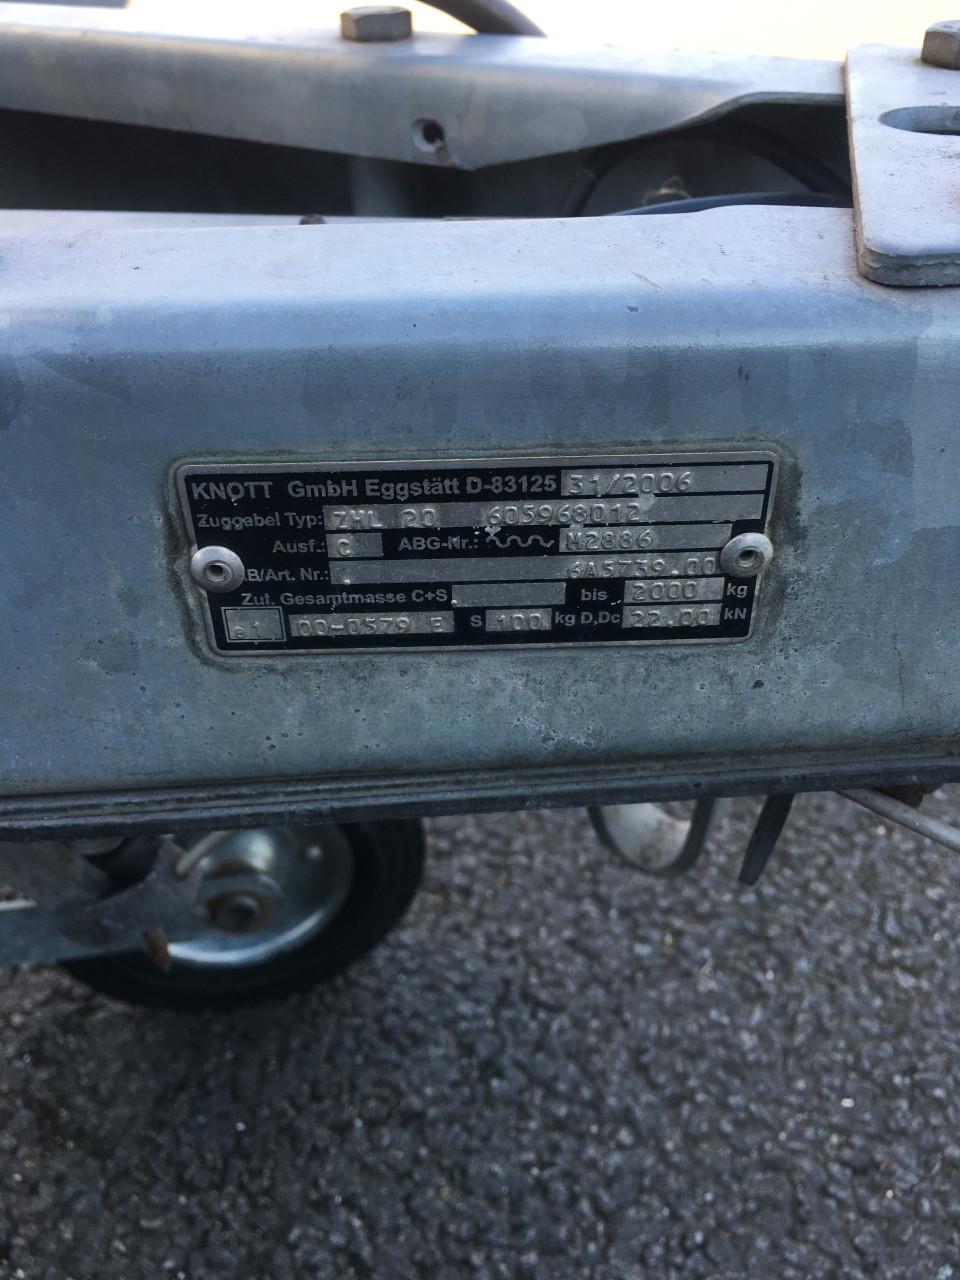 KNOTT GmbH Eggstätt D-83125 31/2006
Zuggabel Typ: ZHL 20 605968012
Ausf.: C ABG-Nr.: M2886
AB/Art. Nr.: 6A5739.00
Zul. Gesamtmasse C+S bis 2000 kg
e1 00-0579 E S 100 kg D,Dc 22.00 kN